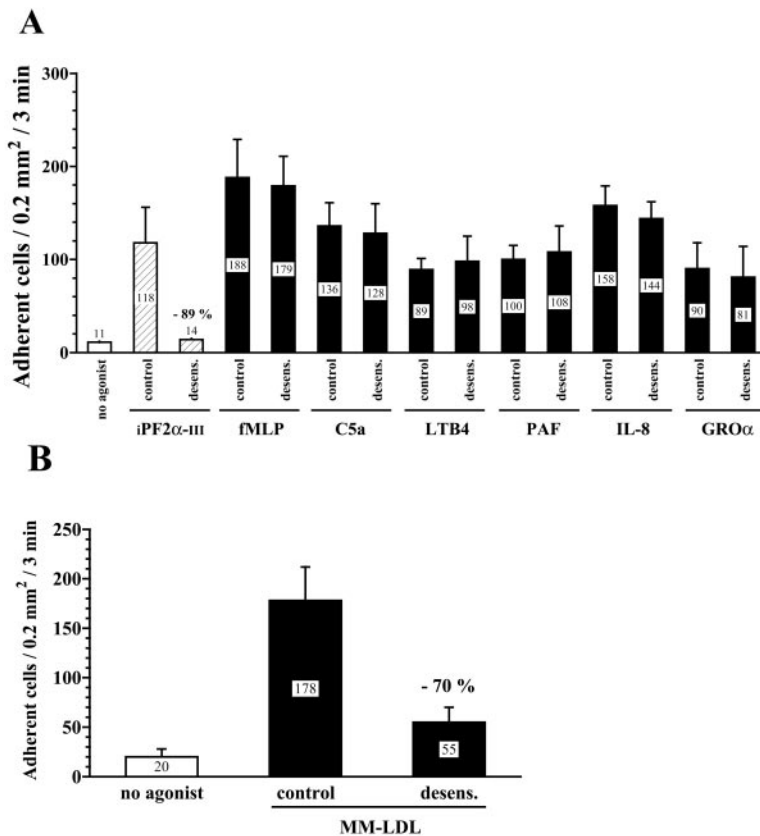 A
Adherent cells / 0.2 mm² / 3 min
300
200
100
0
11
118
- 89 %
14
188
179
136
128
89
98
100
108
158
144
90
81
no agonist
control
desens.
control
desens.
control
desens.
control
desens.
control
desens.
control
desens.
control
desens.
iPF2α-III
fMLP
C5a
LTB4
PAF
IL-8
GROα
B
Adherent cells / 0.2 mm² / 3 min
250
200
150
100
50
0
20
178
- 70 %
55
no agonist
control
desens.
MM-LDL